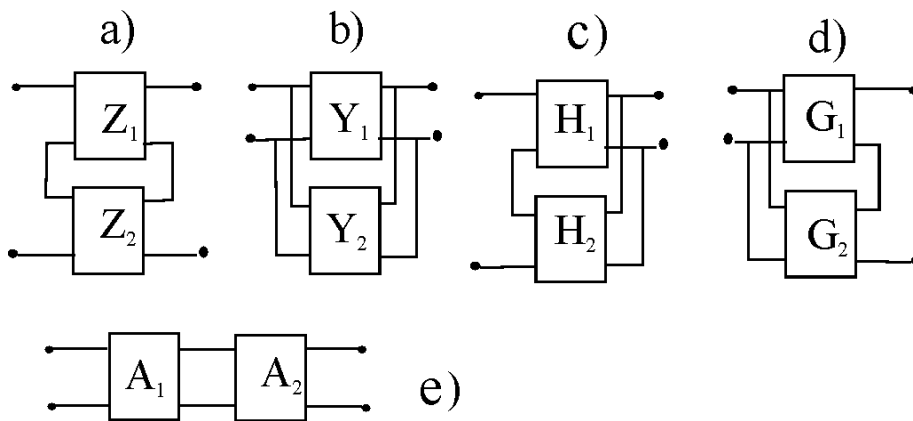 a)
b)
c)
d)
Z₁
Y₁
H₁
G₁
Z₂
Y₂
H₂
G₂
A₁
A₂
e)